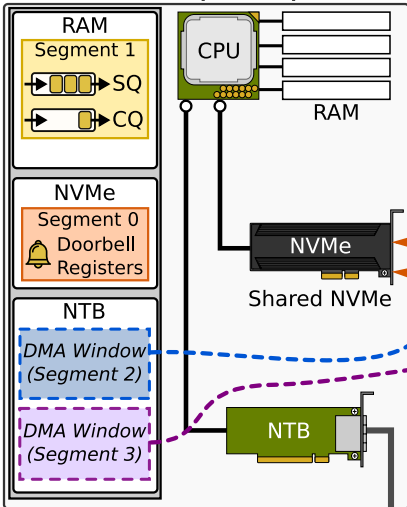 RAM
Segment 1
SQ
CQ
NVMe
Segment 0
Doorbell
Registers
NTB
DMA Window
(Segment 2)
DMA Window
(Segment 3)
CPU
RAM
NVMe
Shared NVMe
NTB